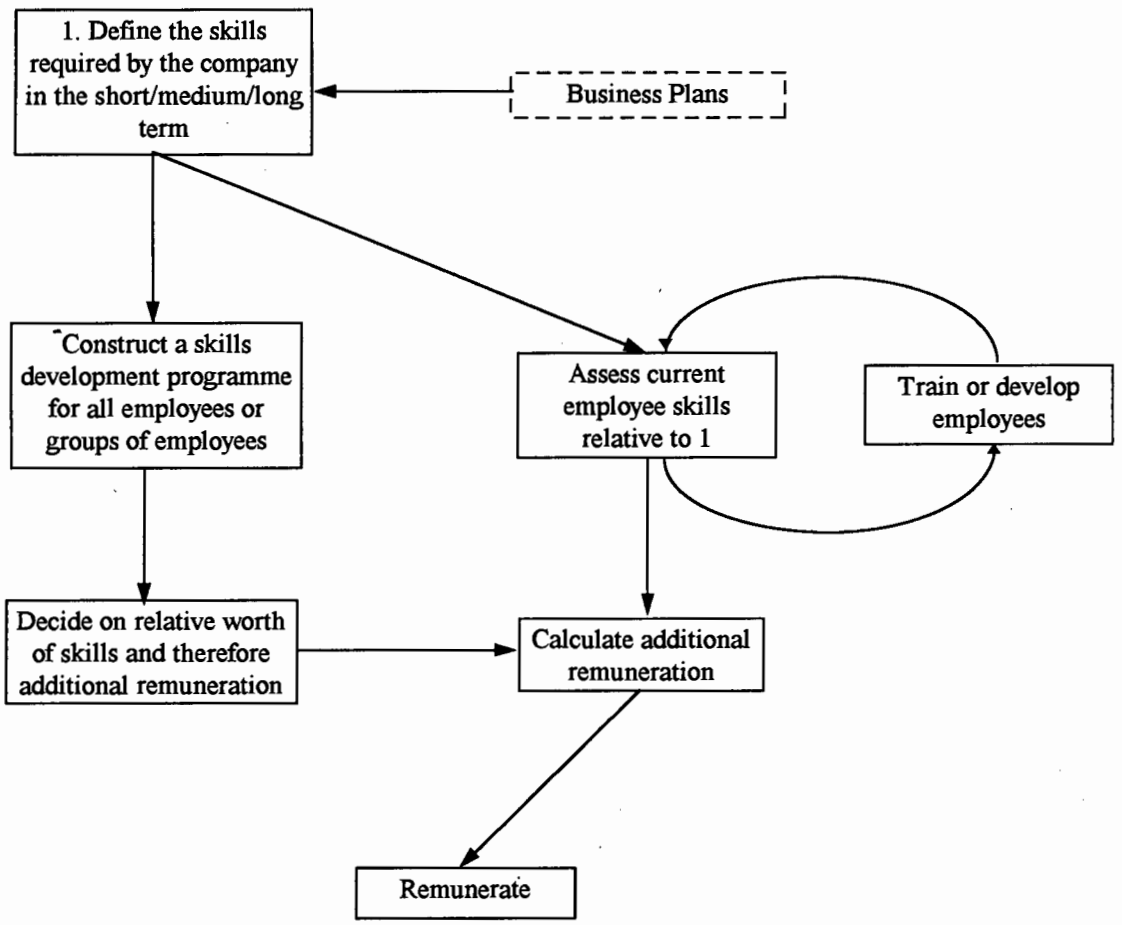 1. Define the skills
required by the company
in the short/medium/long
term
Business Plans
Construct a skills
development programme
for all employees or
groups of employees
Assess current
employee skills
relative to 1
Train or develop
employees
Decide on relative worth
of skills and therefore
additional remuneration
Calculate additional
remuneration
Remunerate